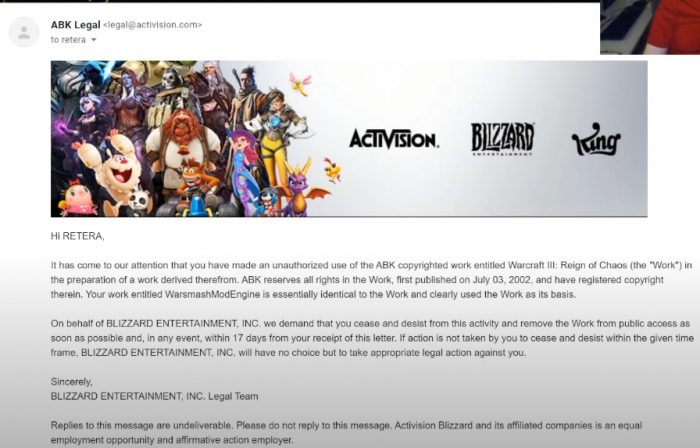 ABK Legal <legal@activision.com>
to retera
ACTIVISION.
BLIZZARD
ENTERTAINMENT
King
Hi RETERA,
It has come to our attention that you have made an unauthorized use of the ABK copyrighted work entitled Warcraft III: Reign of Chaos (the "Work") in
the preparation of a work derived therefrom. ABK reserves all rights in the Work, first published on July 03, 2002, and have registered copyright
therein. Your work entitled WarsmashModEngine is essentially identical to the Work and clearly used the Work as its basis.
On behalf of BLIZZARD ENTERTAINMENT, INC. we demand that you cease and desist from this activity and remove the Work from public access as
soon as possible and, in any event, within 17 days from your receipt of this letter. If action is not taken by you to cease and desist within the given time
frame, BLIZZARD ENTERTAINMENT, INC. will have no choice but to take appropriate legal action against you.
Sincerely,
BLIZZARD ENTERTAINMENT, INC. Legal Team
Replies to this message are undeliverable. Please do not reply to this message. Activision Blizzard and its affiliated companies is an equal
employment opportunity and affirmative action employer.